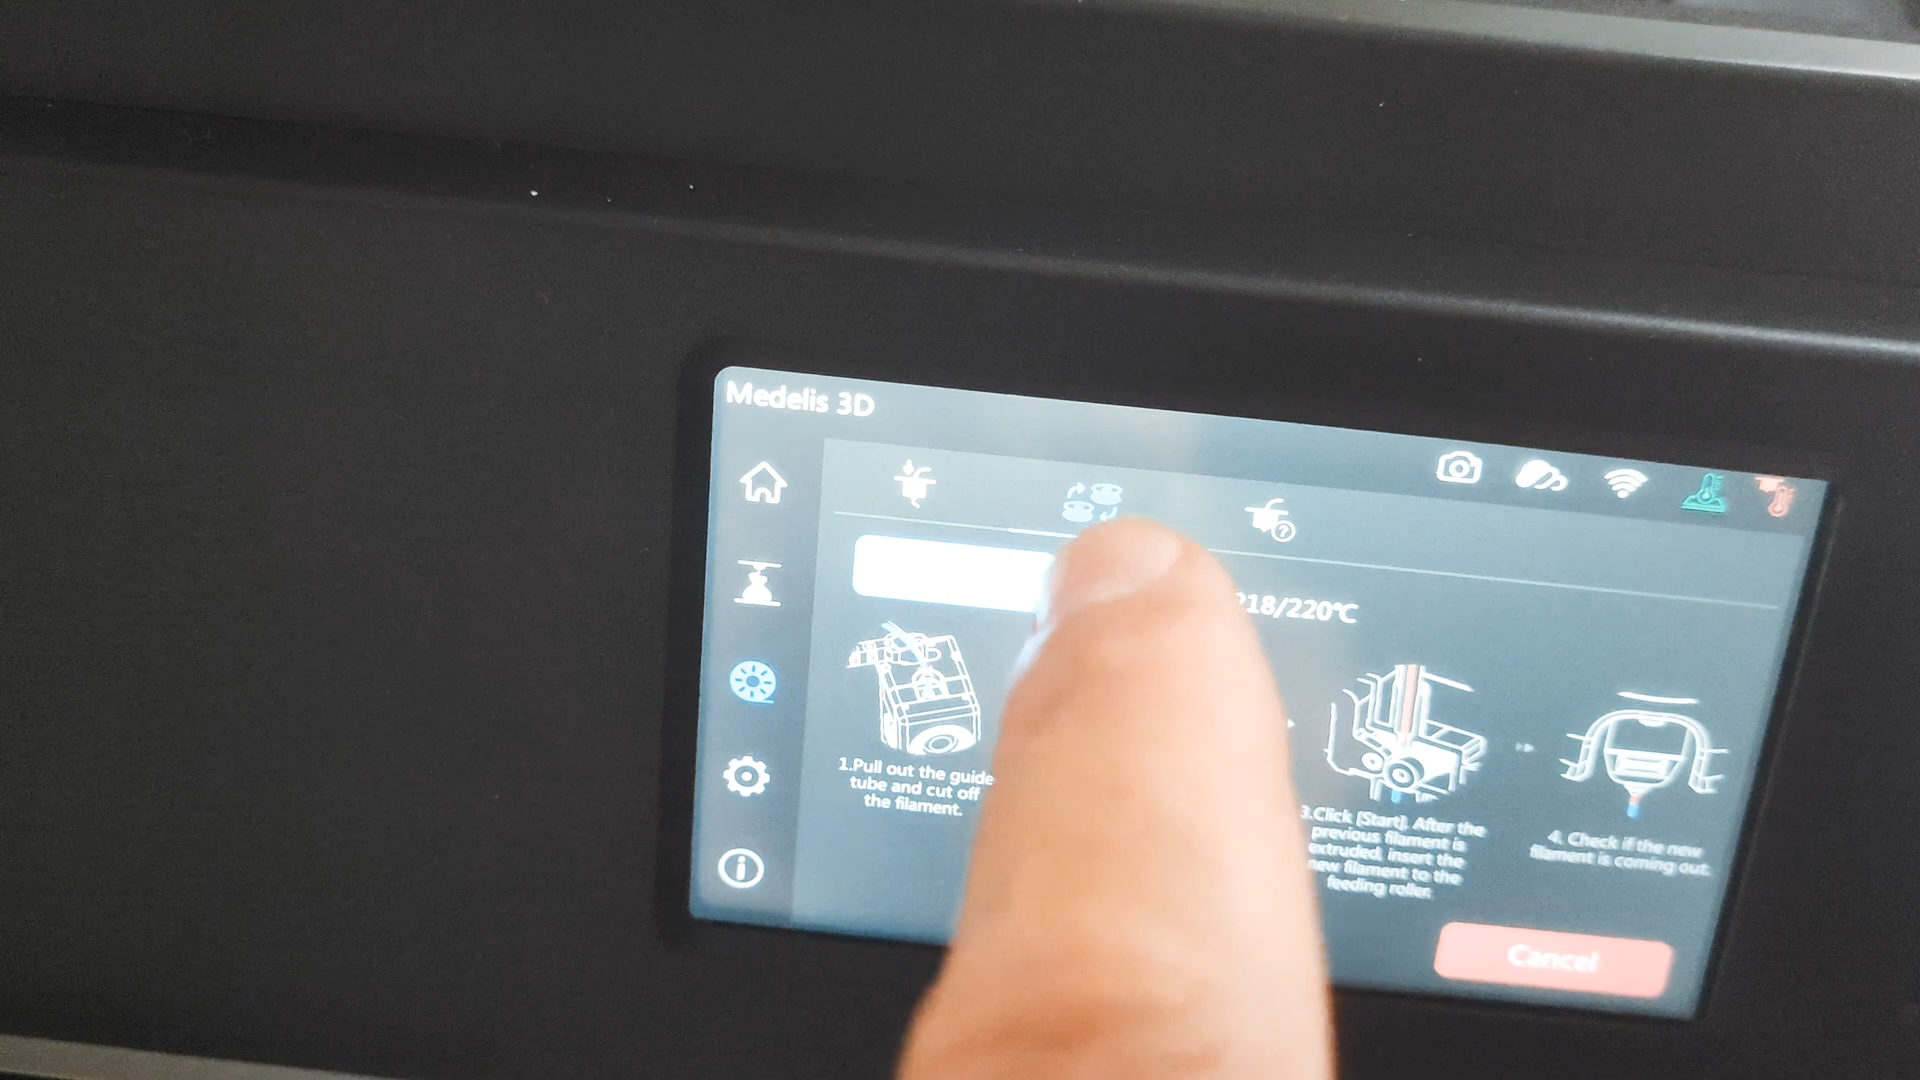 Medelis 3D
218/220℃
1.Pull out the guide
tube and cut off
the filament.
3.Click [Start]. After the
previous filament is
extruded, insert the
new filament to the
feeding roller.
4. Check if the new
filament is coming out.
Cancel